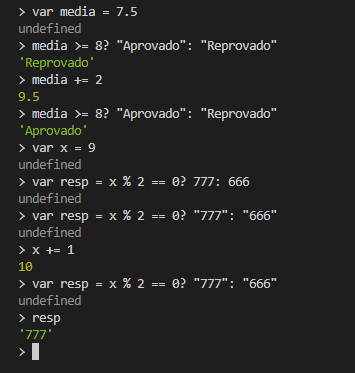 > var media = 7.5
undefined
> media >= 8? "Aprovado": "Reprovado"
'Reprovado'
> media += 2
9.5
> media >= 8? "Aprovado": "Reprovado"
'Aprovado'
> var x = 9
undefined
> var resp = x % 2 == 0? 777: 666
undefined
> var resp = x % 2 == 0? "777": "666"
undefined
> x += 1
10
> var resp = x % 2 == 0? "777": "666"
undefined
> resp
'777'
>